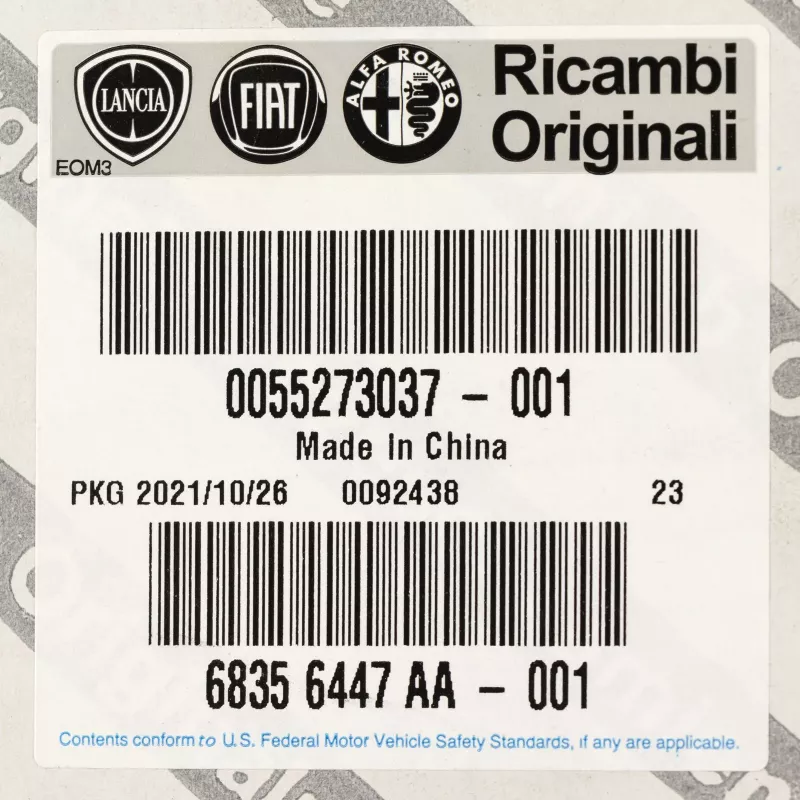 LANCIA FIAT ALFA ROMEO Ricambi
Originali
EOM3
0055273037 - 001
Made in China
PKG 2021/10/26 0092438 23
6835 6447 AA - 001
Contents conform to U.S. Federal Motor Vehicle Safety Standards, if any are applicable.